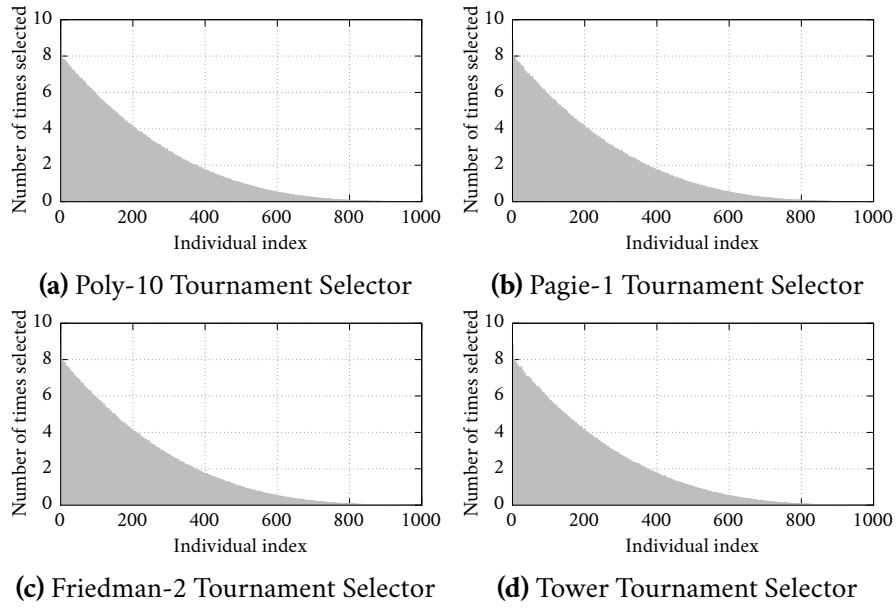 10
8
6
4
2
0
Number of times selected
0 200 400 600 800 1000
Individual index
(a) Poly-10 Tournament Selector
10
8
6
4
2
0
Number of times selected
0 200 400 600 800 1000
Individual index
(b) Pagie-1 Tournament Selector
10
8
6
4
2
0
Number of times selected
0 200 400 600 800 1000
Individual index
(c) Friedman-2 Tournament Selector
10
8
6
4
2
0
Number of times selected
0 200 400 600 800 1000
Individual index
(d) Tower Tournament Selector